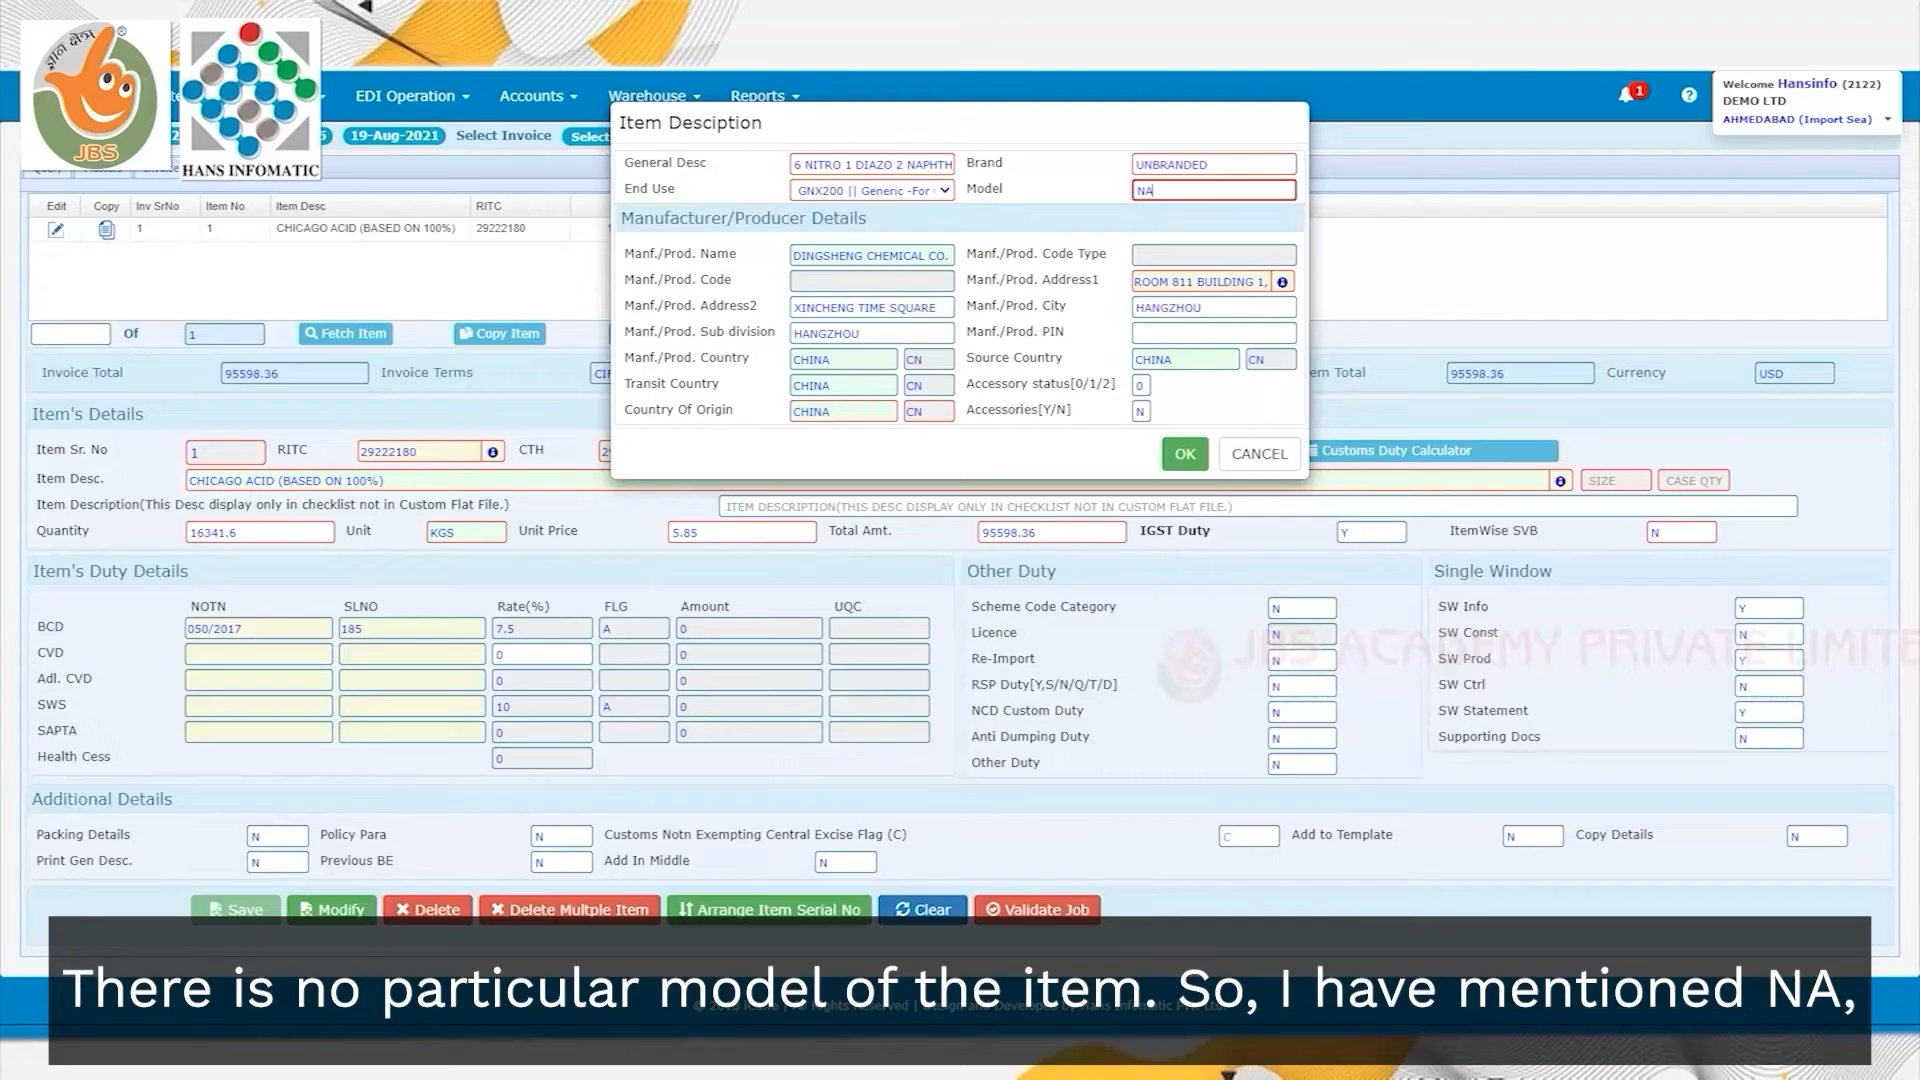 ज्ञान क्षेत्र
®
JBS
HANS INFOMATIC
EDI Operation
Accounts
Warehouse
Reports
1
Welcome Hansinfo (2122)
DEMO LTD
AHMEDABAD (Import Sea)
19-Aug-2021
Select Invoice
Select
Item Desciption
General Desc
6 NITRO 1 DIAZO 2 NAPHTH
Brand
UNBRANDED
End Use
GNX200 || Generic -For
Model
NA
Manufacturer/Producer Details
Manf./Prod. Name
DINGSHENG CHEMICAL CO.
Manf./Prod. Code Type
Manf./Prod. Code
Manf./Prod. Address1
ROOM 811 BUILDING 1,
Manf./Prod. Address2
XINCHENG TIME SQUARE
Manf./Prod. City
HANGZHOU
Manf./Prod. Sub division
HANGZHOU
Manf./Prod. PIN
Manf./Prod. Country
CHINA
CN
Source Country
CHINA
CN
Transit Country
CHINA
CN
Accessory status[0/1/2]
0
Country Of Origin
CHINA
CN
Accessories[Y/N]
N
OK
CANCEL
Edit
Copy
Inv SrNo
Item No
Item Desc
RITC
1
1
CHICAGO ACID (BASED ON 100%)
29222180
Of
1
Fetch Item
Copy Item
Invoice Total
95598.36
Invoice Terms
CIF
em Total
95598.36
Currency
USD
Item's Details
Item Sr. No
1
RITC
29222180
CTH
Customs Duty Calculator
Item Desc.
CHICAGO ACID (BASED ON 100%)
SIZE
CASE QTY
Item Description(This Desc display only in checklist not in Custom Flat File.)
ITEM DESCRIPTION(THIS DESC DISPLAY ONLY IN CHECKLIST NOT IN CUSTOM FLAT FILE.)
Quantity
16341.6
Unit
KGS
Unit Price
5.85
Total Amt.
95598.36
IGST Duty
Y
ItemWise SVB
N
Item's Duty Details
NOTN
SLNO
Rate(%)
FLG
Amount
UQC
BCD
050/2017
185
7.5
A
0
CVD
0
0
Adl. CVD
0
0
SWS
10
A
0
SAPTA
0
0
Health Cess
0
Other Duty
Scheme Code Category
N
Licence
N
Re-Import
N
RSP Duty[Y,S/N/Q/T/D]
N
NCD Custom Duty
N
Anti Dumping Duty
N
Other Duty
N
Single Window
SW Info
Y
SW Const
N
SW Prod
Y
SW Ctrl
N
SW Statement
Y
Supporting Docs
N
JBS ACADEMY PRIVATE LIMITE
Additional Details
Packing Details
N
Policy Para
N
Customs Notn Exempting Central Excise Flag (C)
C
Add to Template
N
Copy Details
N
Print Gen Desc.
N
Previous BE
N
Add In Middle
N
Save
Modify
Delete
Delete Multple Item
Arrange Item Serial No
Clear
Validate Job
There is no particular model of the item. So, I have mentioned NA,